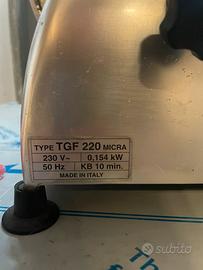 TYPE TGF 220 MICRA
230 V~ 0,154 kW
50 Hz KB 10 min.
MADE IN ITALY
subito